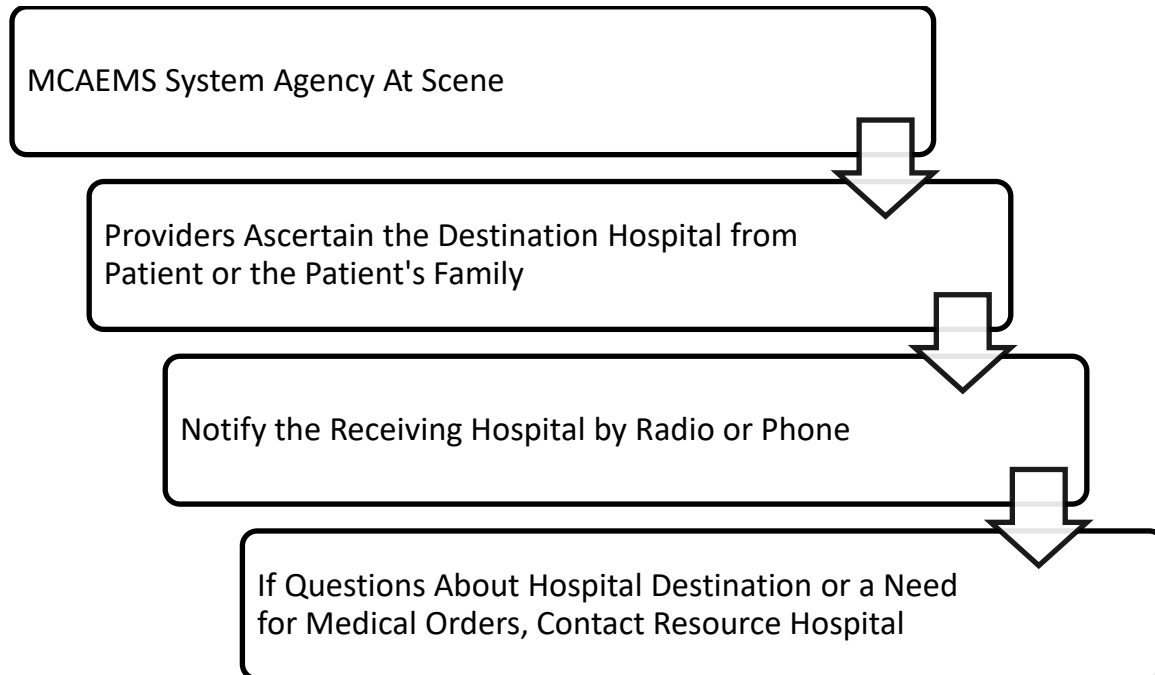 MCAEMS System Agency At Scene
Providers Ascertain the Destination Hospital from
Patient or the Patient's Family
Notify the Receiving Hospital by Radio or Phone
If Questions About Hospital Destination or a Need
for Medical Orders, Contact Resource Hospital